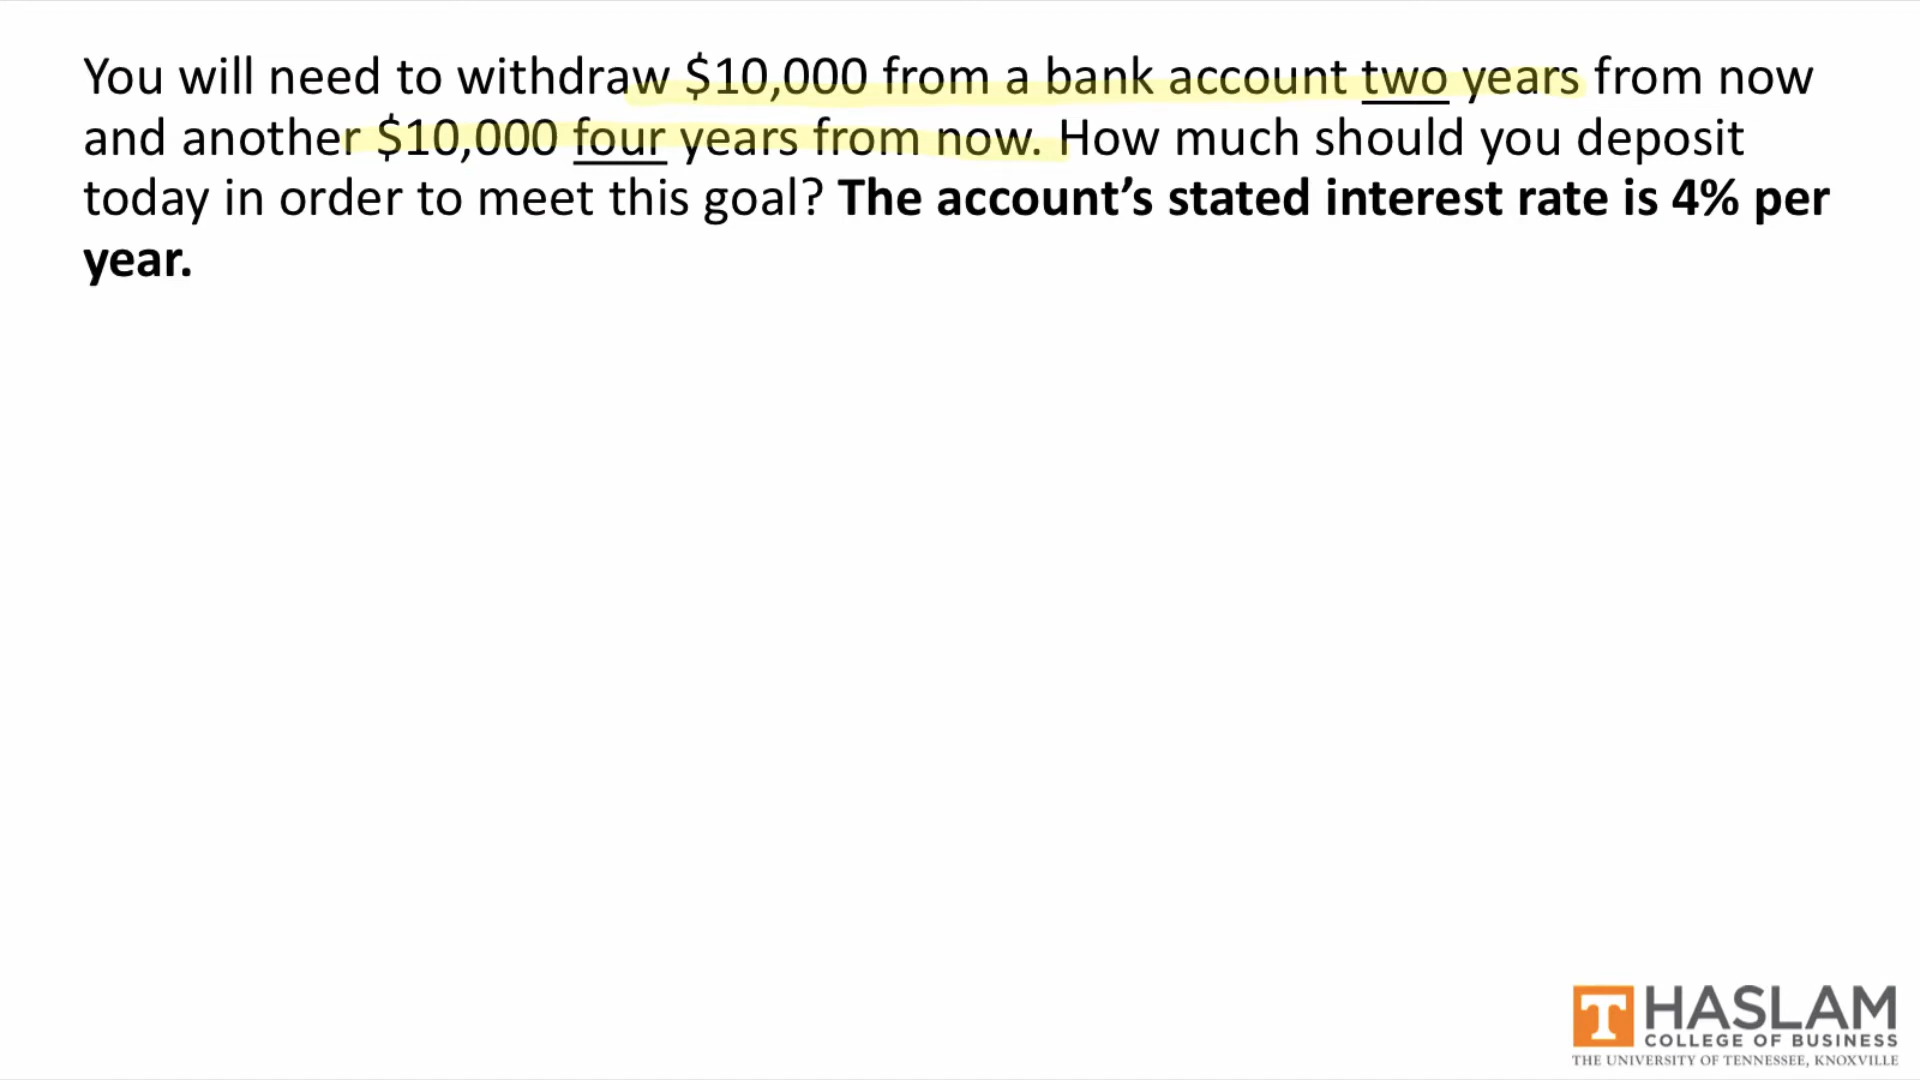 You will need to withdraw $10,000 from a bank account two years from now
and another $10,000 four years from now. How much should you deposit
today in order to meet this goal? The account’s stated interest rate is 4% per
year.
T HASLAM
COLLEGE OF BUSINESS
THE UNIVERSITY OF TENNESSEE, KNOXVILLE